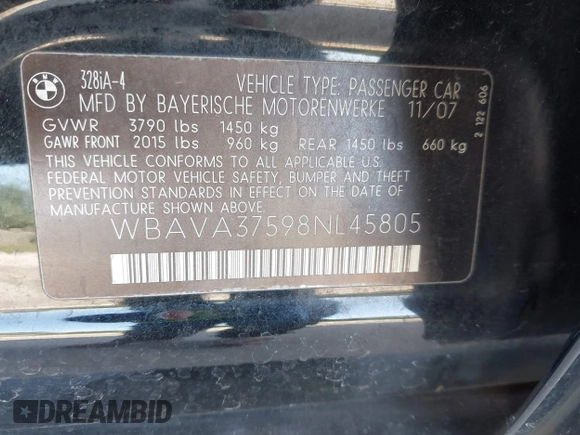 BMW
328iA-4
VEHICLE TYPE: PASSENGER CAR
MFD BY BAYERISCHE MOTORENWERKE 11/07
GVWR 3790 lbs 1450 kg
GAWR FRONT 2015 lbs 960 kg REAR 1450 lbs 660 kg
THIS VEHICLE CONFORMS TO ALL APPLICABLE U.S.
FEDERAL MOTOR VEHICLE SAFETY, BUMPER AND THEFT
PREVENTION STANDARDS IN EFFECT ON THE DATE OF
MANUFACTURE SHOWN ABOVE.
WBAVA37598NL45805
2 122 606
DREAMBID